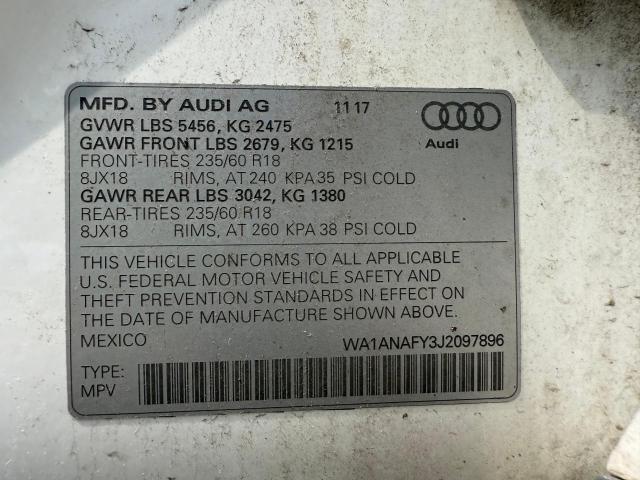 MFD. BY AUDI AG 11 17
GVWR LBS 5456, KG 2475
GAWR FRONT LBS 2679, KG 1215
FRONT-TIRES 235/60 R18
8JX18 RIMS, AT 240 KPA 35 PSI COLD
GAWR REAR LBS 3042, KG 1380
REAR-TIRES 235/60 R18
8JX18 RIMS, AT 260 KPA 38 PSI COLD
Audi
THIS VEHICLE CONFORMS TO ALL APPLICABLE
U.S. FEDERAL MOTOR VEHICLE SAFETY AND
THEFT PREVENTION STANDARDS IN EFFECT ON
THE DATE OF MANUFACTURE SHOWN ABOVE.
MEXICO WA1ANAFY3J2097896
TYPE:
MPV